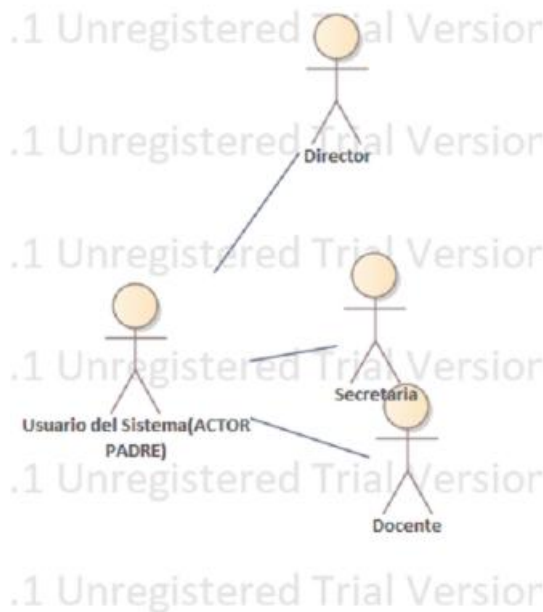 .1 Unregistered Trial Version
Director
.1 Unregistered Trial Version
.1 Unregistered Trial Version
Secretaria
Usuario del Sistema(ACTOR
PADRE)
.1 Unregistered Trial Version
Docente
.1 Unregistered Trial Version
.1 Unregistered Trial Version